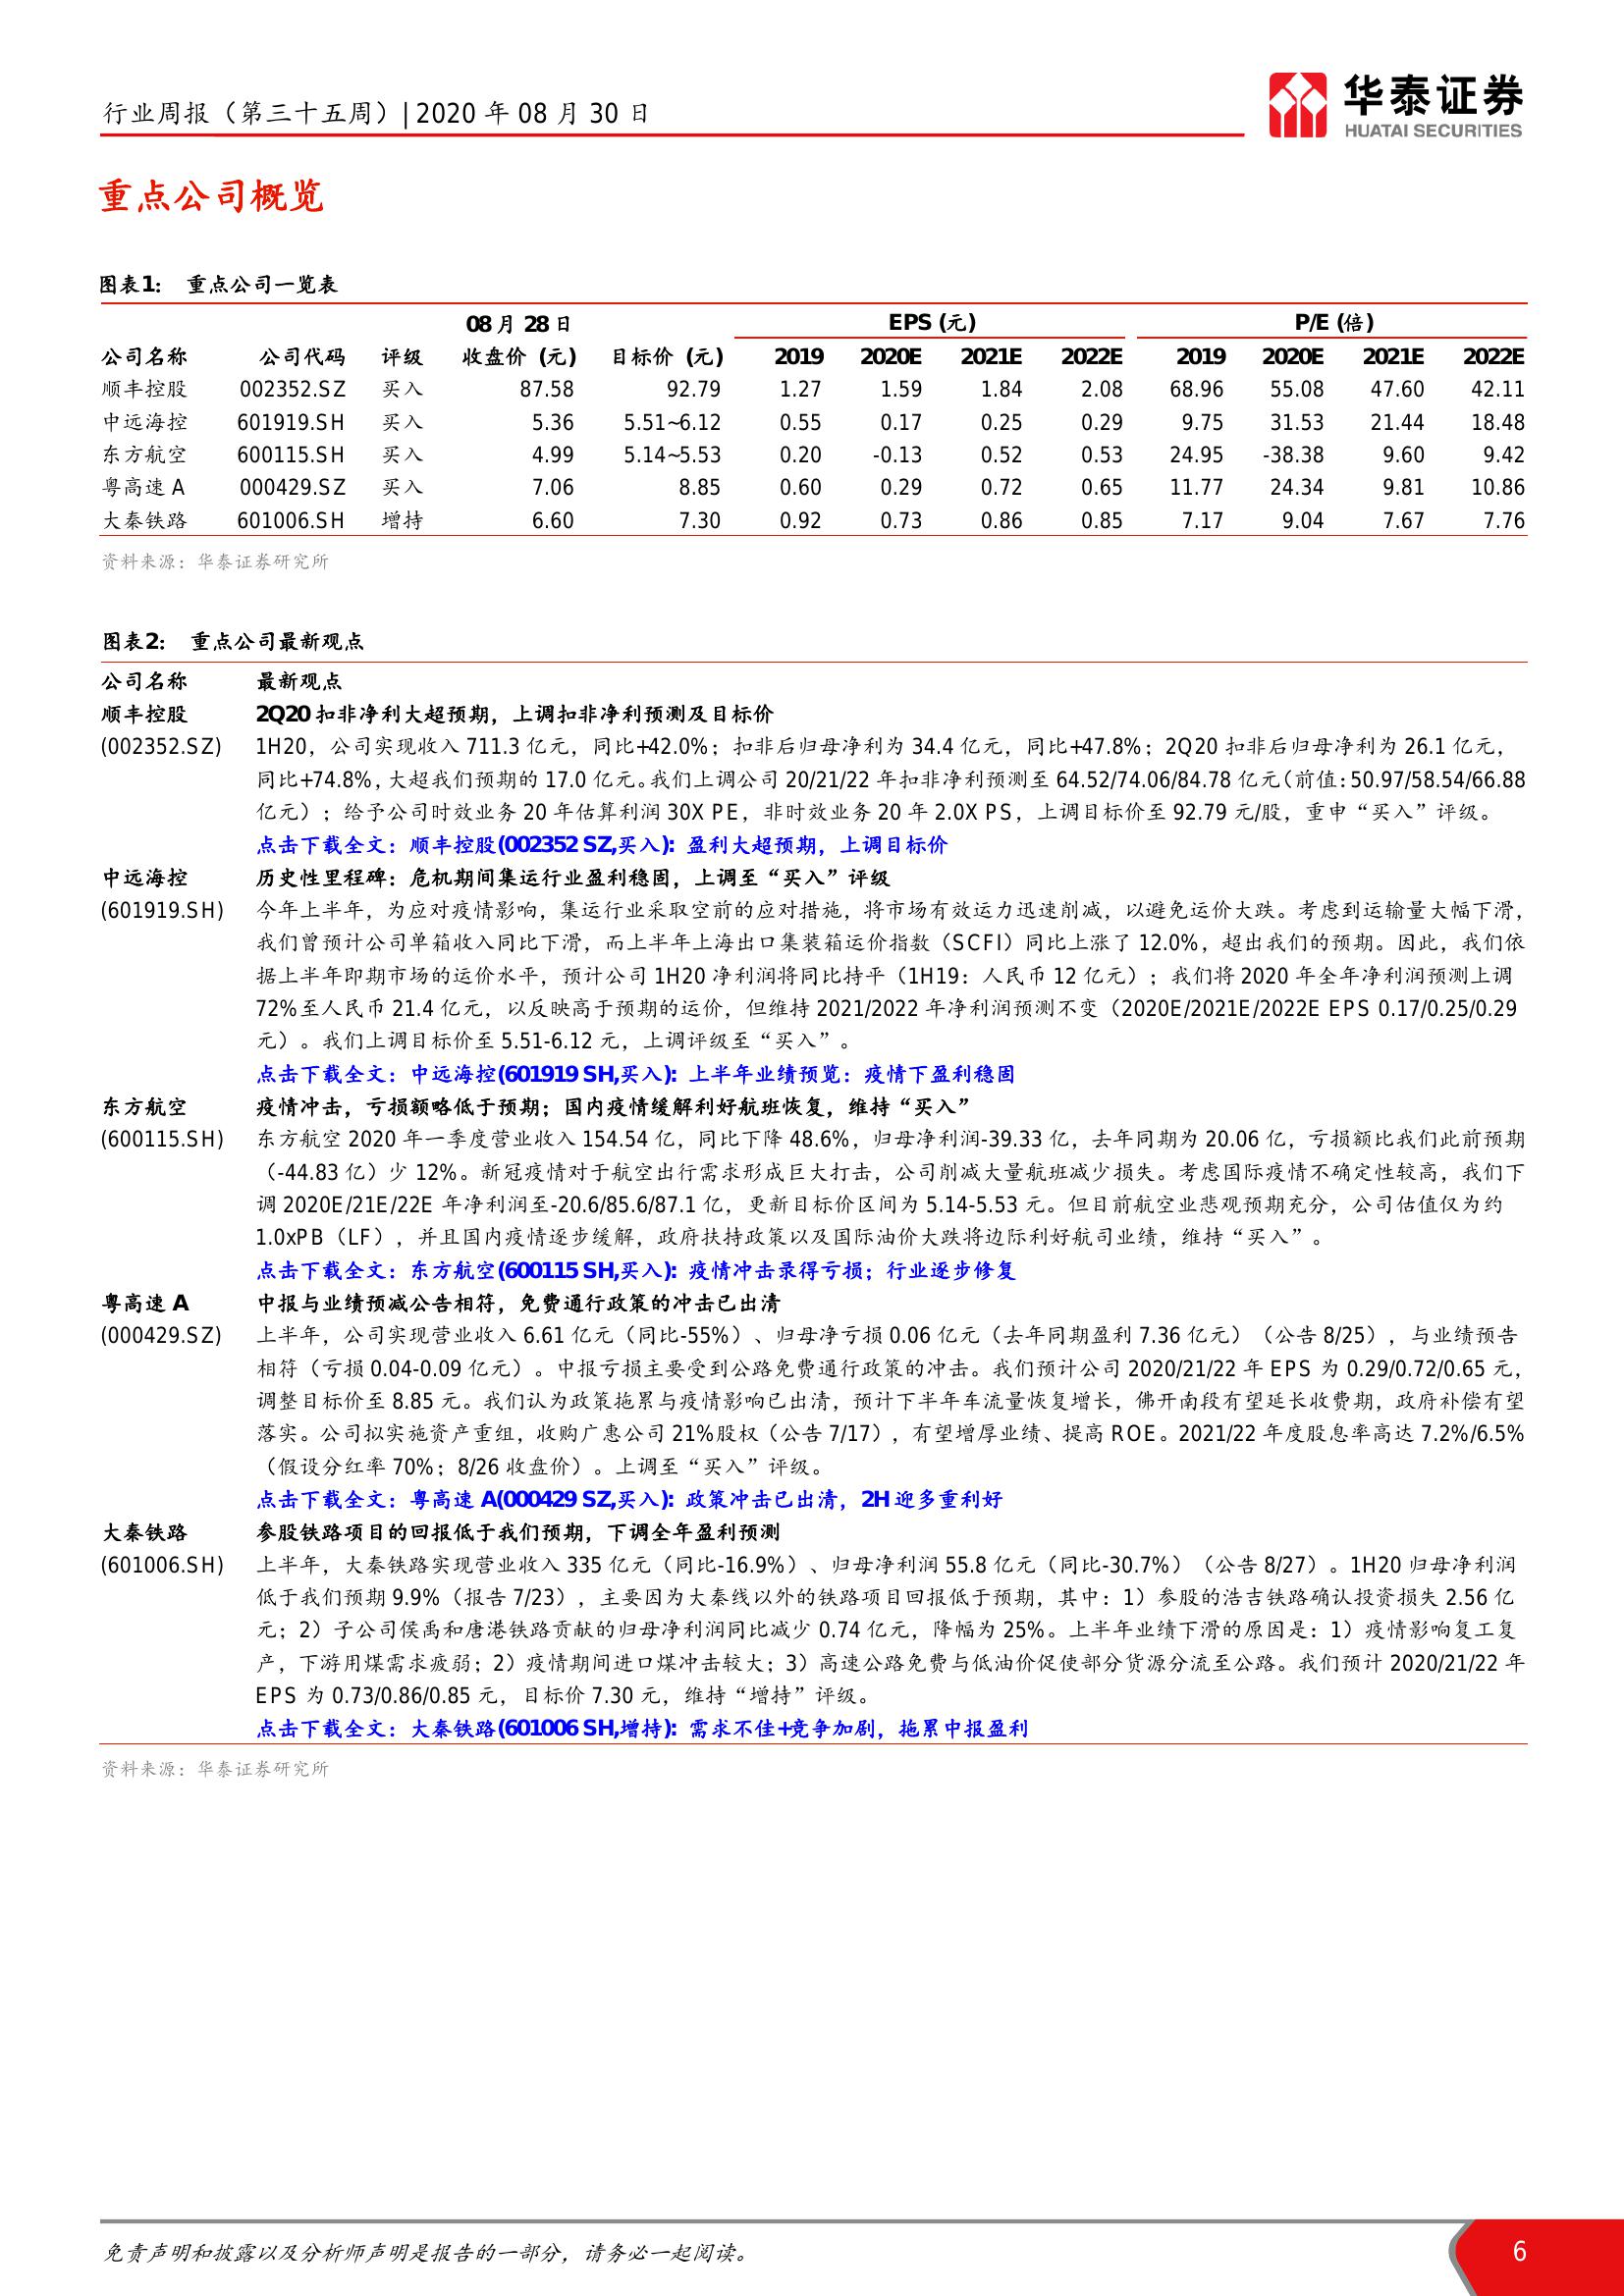 行业周报（第三十五周）| 2020 年 08 月 30 日
华泰证券
HUATAI SECURITIES
重点公司概览
图表1： 重点公司一览表
08 月 28 日 EPS (元) P/E (倍)
公司名称 公司代码 评级 收盘价 (元) 目标价 (元) 2019 2020E 2021E 2022E 2019 2020E 2021E 2022E
顺丰控股 002352.SZ 买入 87.58 92.79 1.27 1.59 1.84 2.08 68.96 55.08 47.60 42.11
中远海控 601919.SH 买入 5.36 5.51~6.12 0.55 0.17 0.25 0.29 9.75 31.53 21.44 18.48
东方航空 600115.SH 买入 4.99 5.14~5.53 0.20 -0.13 0.52 0.53 24.95 -38.38 9.60 9.42
粤高速 A 000429.SZ 买入 7.06 8.85 0.60 0.29 0.72 0.65 11.77 24.34 9.81 10.86
大秦铁路 601006.SH 增持 6.60 7.30 0.92 0.73 0.86 0.85 7.17 9.04 7.67 7.76
资料来源：华泰证券研究所
图表2： 重点公司最新观点
公司名称 最新观点
顺丰控股 2Q20 扣非净利大超预期，上调扣非净利预测及目标价
(002352.SZ) 1H20，公司实现收入 711.3 亿元，同比+42.0%；扣非后归母净利为 34.4 亿元，同比+47.8%；2Q20 扣非后归母净利为 26.1 亿元，
同比+74.8%，大超我们预期的 17.0 亿元。我们上调公司 20/21/22 年扣非净利预测至 64.52/74.06/84.78 亿元（前值：50.97/58.54/66.88
亿元）；给予公司时效业务 20 年估算利润 30X PE，非时效业务 20 年 2.0X PS，上调目标价至 92.79 元/股，重申“买入”评级。
点击下载全文：顺丰控股(002352 SZ,买入): 盈利大超预期，上调目标价
中远海控 历史性里程碑：危机期间集运行业盈利稳固，上调至“买入”评级
(601919.SH) 今年上半年，为应对疫情影响，集运行业采取空前的应对措施，将市场有效运力迅速削减，以避免运价大跌。考虑到运输量大幅下滑，
我们曾预计公司单箱收入同比下滑，而上半年上海出口集装箱运价指数（SCFI）同比上涨了 12.0%，超出我们的预期。因此，我们依
据上半年即期市场的运价水平，预计公司 1H20 净利润将同比持平（1H19：人民币 12 亿元）；我们将 2020 年全年净利润预测上调
72%至人民币 21.4 亿元，以反映高于预期的运价，但维持 2021/2022 年净利润预测不变（2020E/2021E/2022E EPS 0.17/0.25/0.29
元）。我们上调目标价至 5.51-6.12 元，上调评级至“买入”。
点击下载全文：中远海控(601919 SH,买入): 上半年业绩预览：疫情下盈利稳固
东方航空 疫情冲击，亏损额略低于预期；国内疫情缓解利好航班恢复，维持“买入”
(600115.SH) 东方航空 2020 年一季度营业收入 154.54 亿，同比下降 48.6%，归母净利润-39.33 亿，去年同期为 20.06 亿，亏损额比我们此前预期
（-44.83 亿）少 12%。新冠疫情对于航空出行需求形成巨大打击，公司削减大量航班减少损失。考虑国际疫情不确定性较高，我们下
调 2020E/21E/22E 年净利润至-20.6/85.6/87.1 亿，更新目标价区间为 5.14-5.53 元。但目前航空业悲观预期充分，公司估值仅为约
1.0xPB（LF），并且国内疫情逐步缓解，政府扶持政策以及国际油价大跌将边际利好航司业绩，维持“买入”。
点击下载全文：东方航空(600115 SH,买入): 疫情冲击录得亏损；行业逐步修复
粤高速 A 中报与业绩预减公告相符，免费通行政策的冲击已出清
(000429.SZ) 上半年，公司实现营业收入 6.61 亿元（同比-55%）、归母净亏损 0.06 亿元（去年同期盈利 7.36 亿元）（公告 8/25），与业绩预告
相符（亏损 0.04-0.09 亿元）。中报亏损主要受到公路免费通行政策的冲击。我们预计公司 2020/21/22 年 EPS 为 0.29/0.72/0.65 元，
调整目标价至 8.85 元。我们认为政策拖累与疫情影响已出清，预计下半年车流量恢复增长，佛开南段有望延长收费期，政府补偿有望
落实。公司拟实施资产重组，收购广惠公司 21%股权（公告 7/17），有望增厚业绩、提高 ROE。2021/22 年度股息率高达 7.2%/6.5%
（假设分红率 70%；8/26 收盘价）。上调至“买入”评级。
点击下载全文：粤高速 A(000429 SZ,买入): 政策冲击已出清，2H 迎多重利好
大秦铁路 参股铁路项目的回报低于我们预期，下调全年盈利预测
(601006.SH) 上半年，大秦铁路实现营业收入 335 亿元（同比-16.9%）、归母净利润 55.8 亿元（同比-30.7%）（公告 8/27）。1H20 归母净利润
低于我们预期 9.9%（报告 7/23），主要因为大秦线以外的铁路项目回报低于预期，其中：1）参股的浩吉铁路确认投资损失 2.56 亿
元；2）子公司侯禹和唐港铁路贡献的归母净利润同比减少 0.74 亿元，降幅为 25%。上半年业绩下滑的原因是：1）疫情影响复工复
产，下游用煤需求疲弱；2）疫情期间进口煤冲击较大；3）高速公路免费与低油价促使部分货源分流至公路。我们预计 2020/21/22 年
EPS 为 0.73/0.86/0.85 元，目标价 7.30 元，维持“增持”评级。
点击下载全文：大秦铁路(601006 SH,增持): 需求不佳+竞争加剧，拖累中报盈利
资料来源：华泰证券研究所
免责声明和披露以及分析师声明是报告的一部分，请务必一起阅读。 6